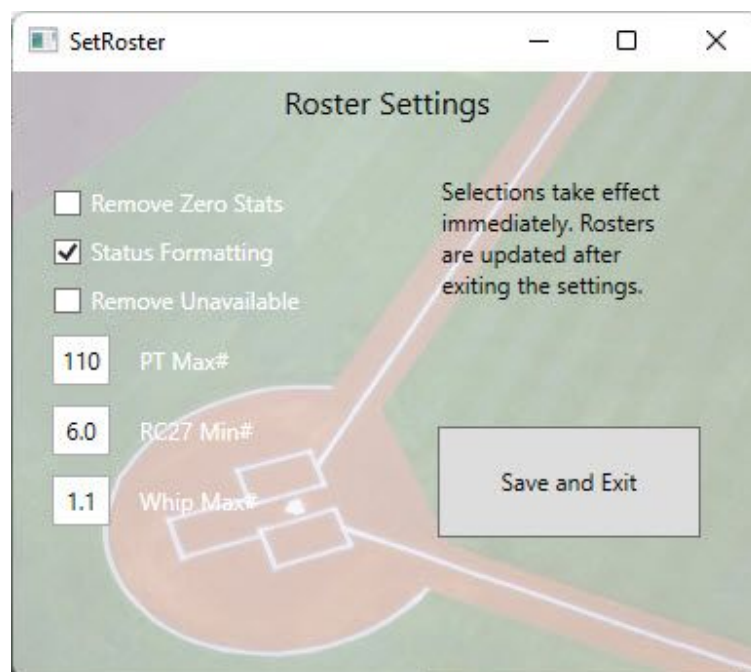 SetRoster
Roster Settings
Remove Zero Stats
Status Formatting
Remove Unavailable
110 PT Max#
6.0 RC27 Min#
1.1 Whip Max#
Selections take effect
immediately. Rosters
are updated after
exiting the settings.
Save and Exit